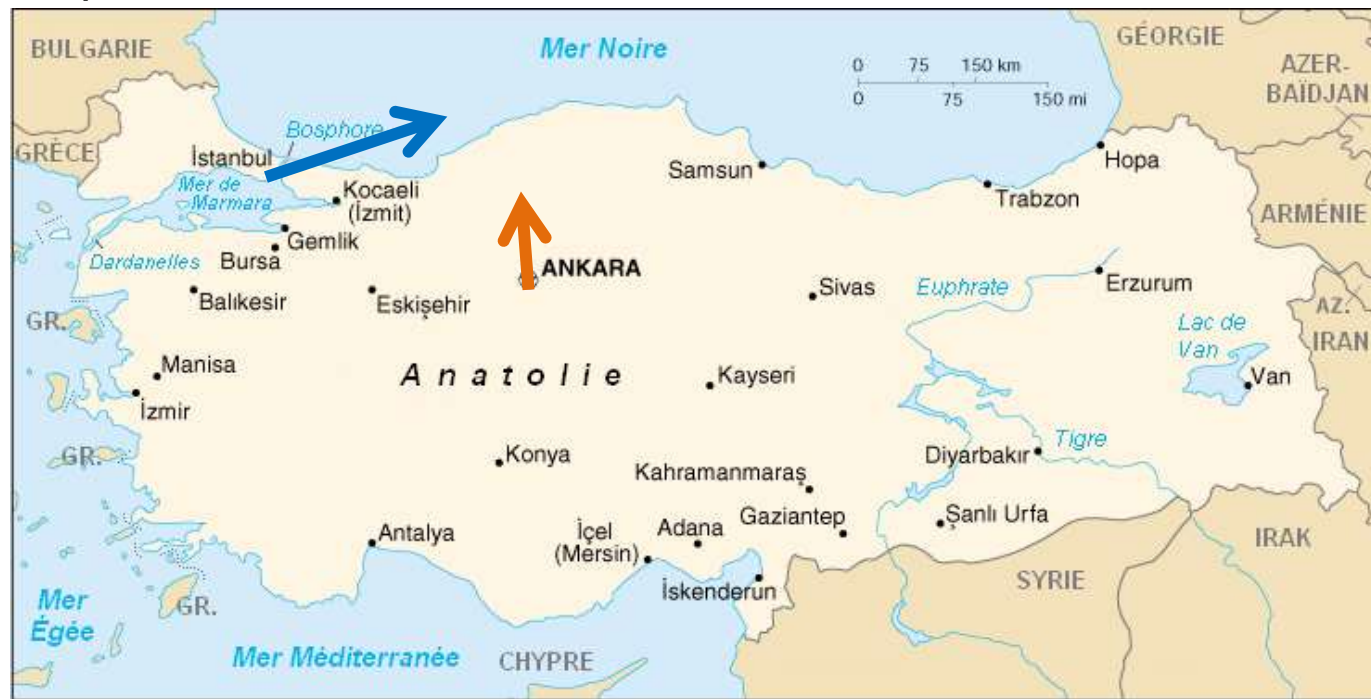 BULGARIE
Mer Noire
GÉORGIE
0 75 150 km
0 75 150 mi
AZER-
BAÏDJAN
Bosphore
GRÈCE
İstanbul
Samsun
Hopa
Mer de
Marmara
Kocaeli
(İzmit)
Trabzon
ARMÉNIE
Gemlik
Dardanelles
Bursa
ANKARA
Balıkesir
Eskişehir
Sivas
Euphrate
Erzurum
AZ.
GR.
Lac de
Van
IRAN
Manisa
Anatolie
Kayseri
Van
İzmir
GR.
Konya
Diyarbakır
Tigre
Kahramanmaraş
Antalya
İçel
(Mersin)
Adana
Gaziantep
Şanlı Urfa
IRAK
İskenderun
SYRIE
Mer
Égée
GR.
Mer Méditerranée
CHYPRE